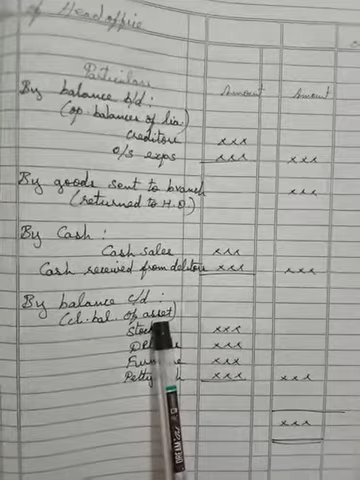 of Head office
Particulars Amount Amount
By balance b/d :
(op. balances of lia.)
creditors xxx
o/s exps xxx xxx
By goods sent to branch xxx
(returned to H.O)
By Cash :
Cash sales xxx
Cash received from debtors xxx xxx
By balance c/d :
(cl. bal. of asset)
xxx
xxx
xxx
xxx xxx
xxx